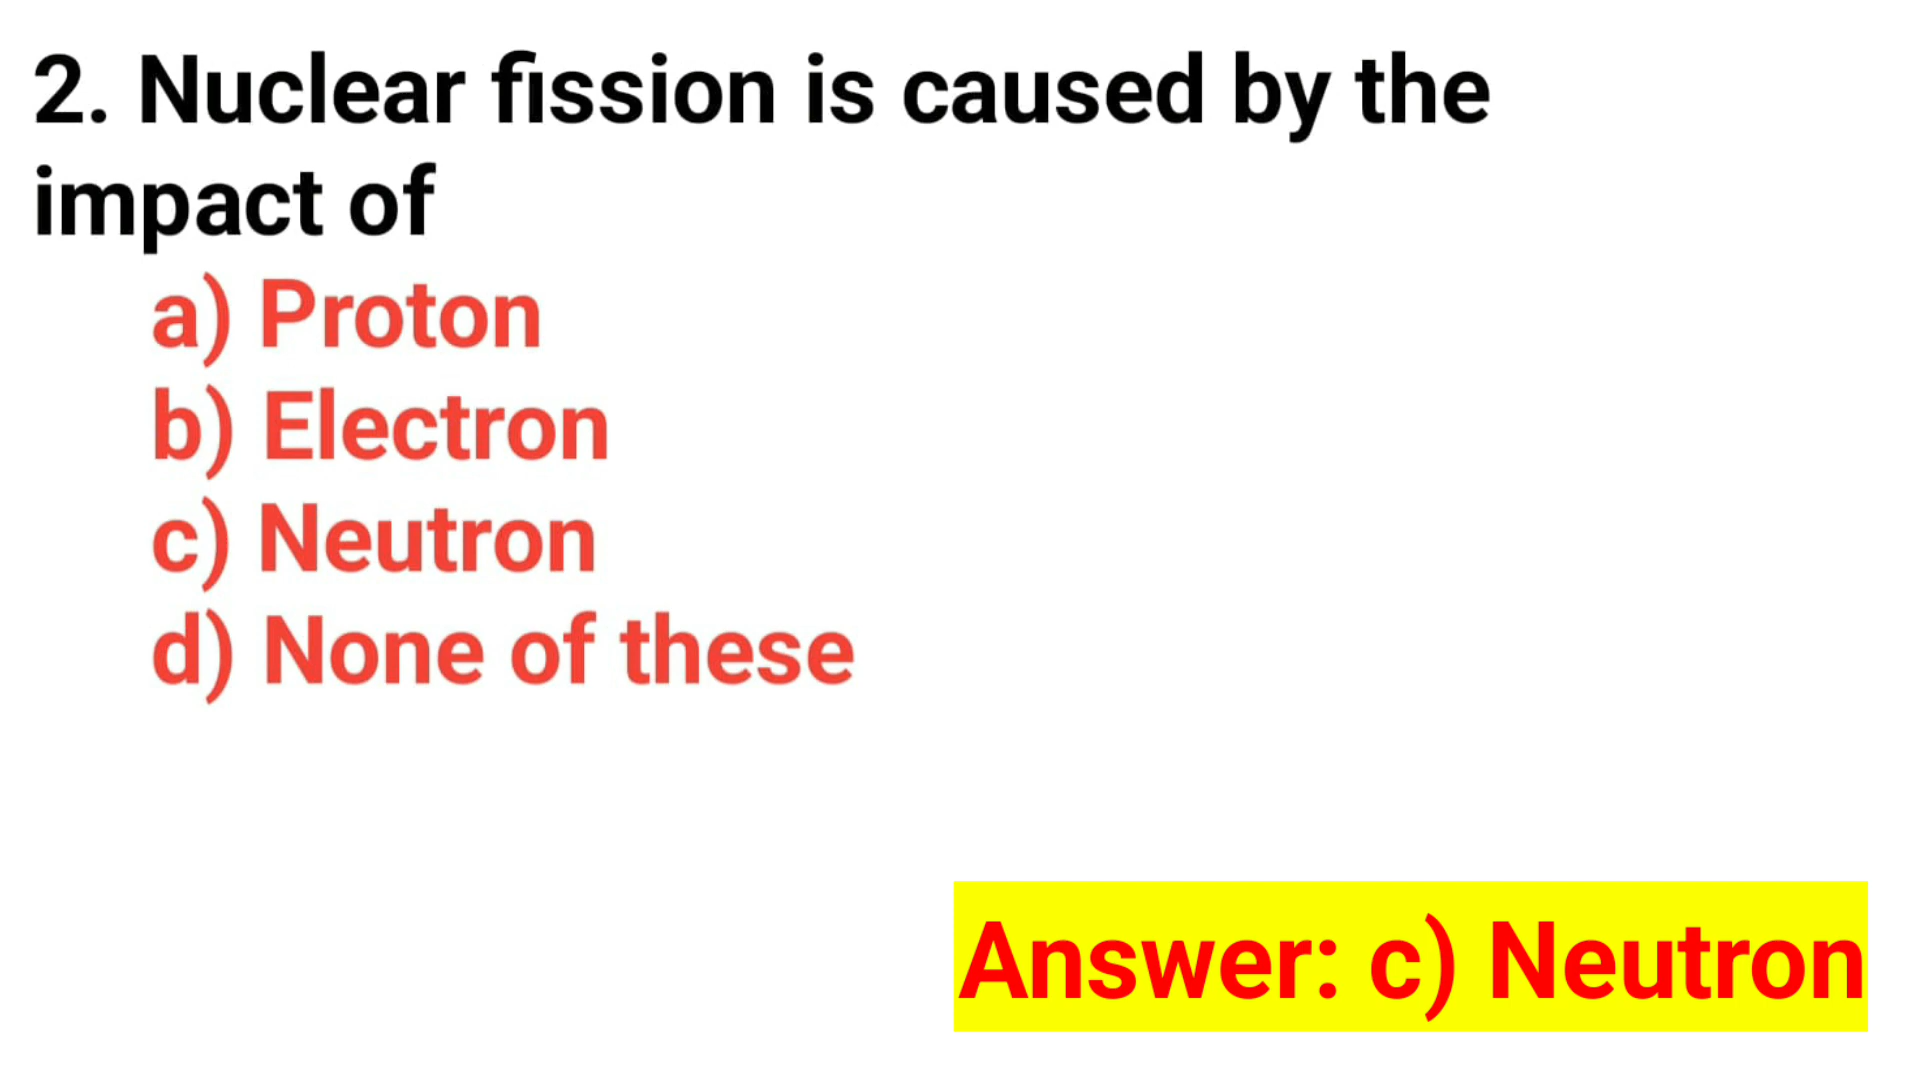 2. Nuclear fission is caused by the
impact of
a) Proton
b) Electron
c) Neutron
d) None of these
Answer: c) Neutron